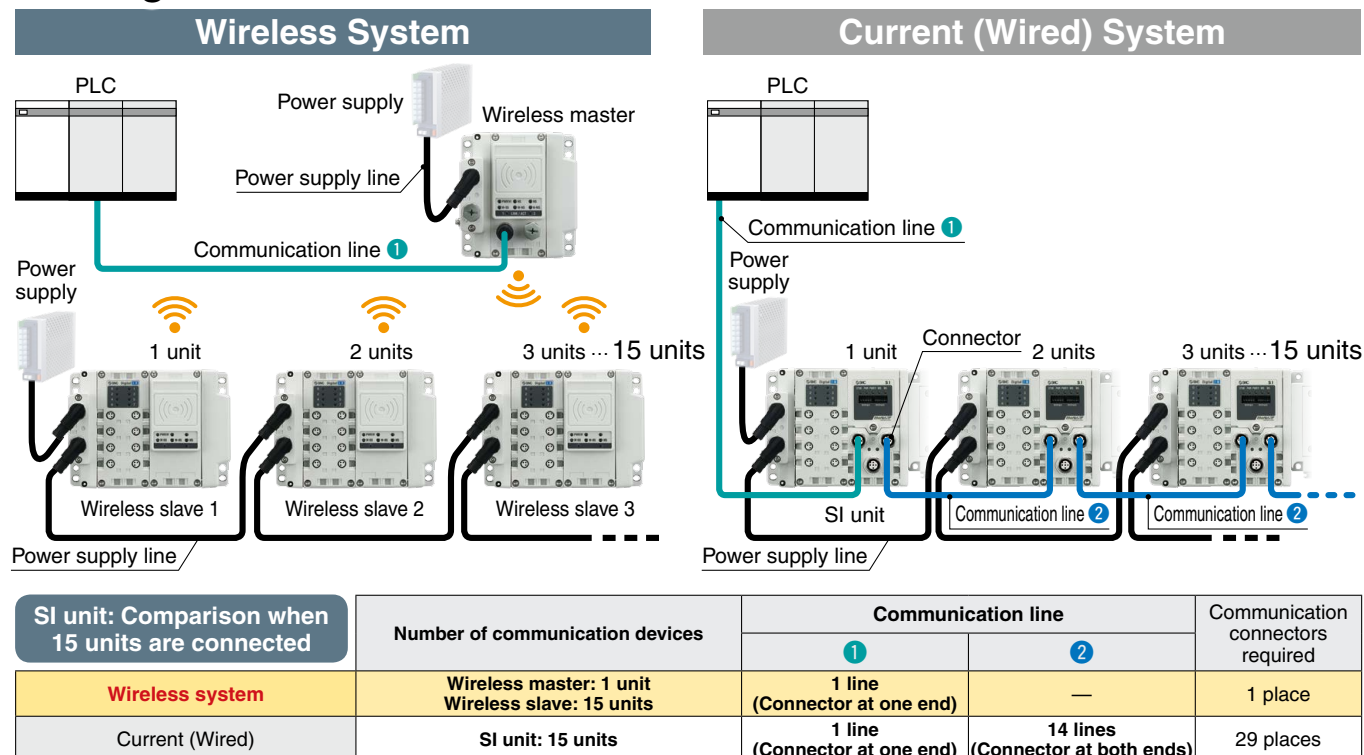 Wireless System
PLC
Power supply
Wireless master
Power supply line
Communication line 1
Power
supply
1 unit
2 units
3 units ··· 15 units
Wireless slave 1
Wireless slave 2
Wireless slave 3
Power supply line
Current (Wired) System
PLC
Communication line 1
Power
supply
Connector
1 unit
2 units
3 units ··· 15 units
SI unit
Communication line 2
Communication line 2
Power supply line
SI unit: Comparison when
15 units are connected
Number of communication devices
Communication line
1
2
Communication
connectors
required
Wireless system
Wireless master: 1 unit
Wireless slave: 15 units
1 line
(Connector at one end)
—
1 place
Current (Wired)
SI unit: 15 units
1 line
(Connector at one end)
14 lines
(Connector at both ends)
29 places